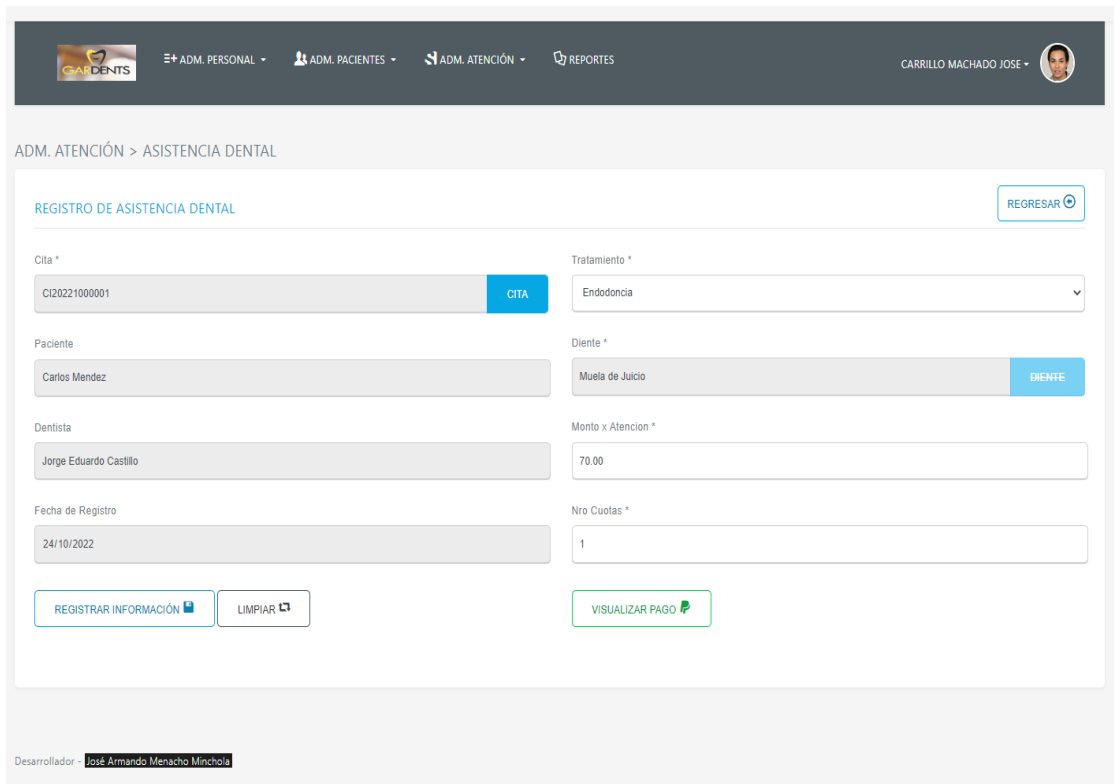 GARDENTS
ADM. PERSONAL
ADM. PACIENTES
ADM. ATENCIÓN
REPORTES
CARRILLO MACHADO JOSE
ADM. ATENCIÓN > ASISTENCIA DENTAL
REGISTRO DE ASISTENCIA DENTAL
REGRESAR
Cita *
CI20221000001
CITA
Tratamiento *
Endodoncia
Paciente
Carlos Mendez
Diente *
Muela de Juicio
DIENTE
Dentista
Jorge Eduardo Castillo
Monto x Atencion *
70.00
Fecha de Registro
24/10/2022
Nro Cuotas *
1
REGISTRAR INFORMACIÓN
LIMPIAR
VISUALIZAR PAGO
Desarrollador - José Armando Menacho Minchola